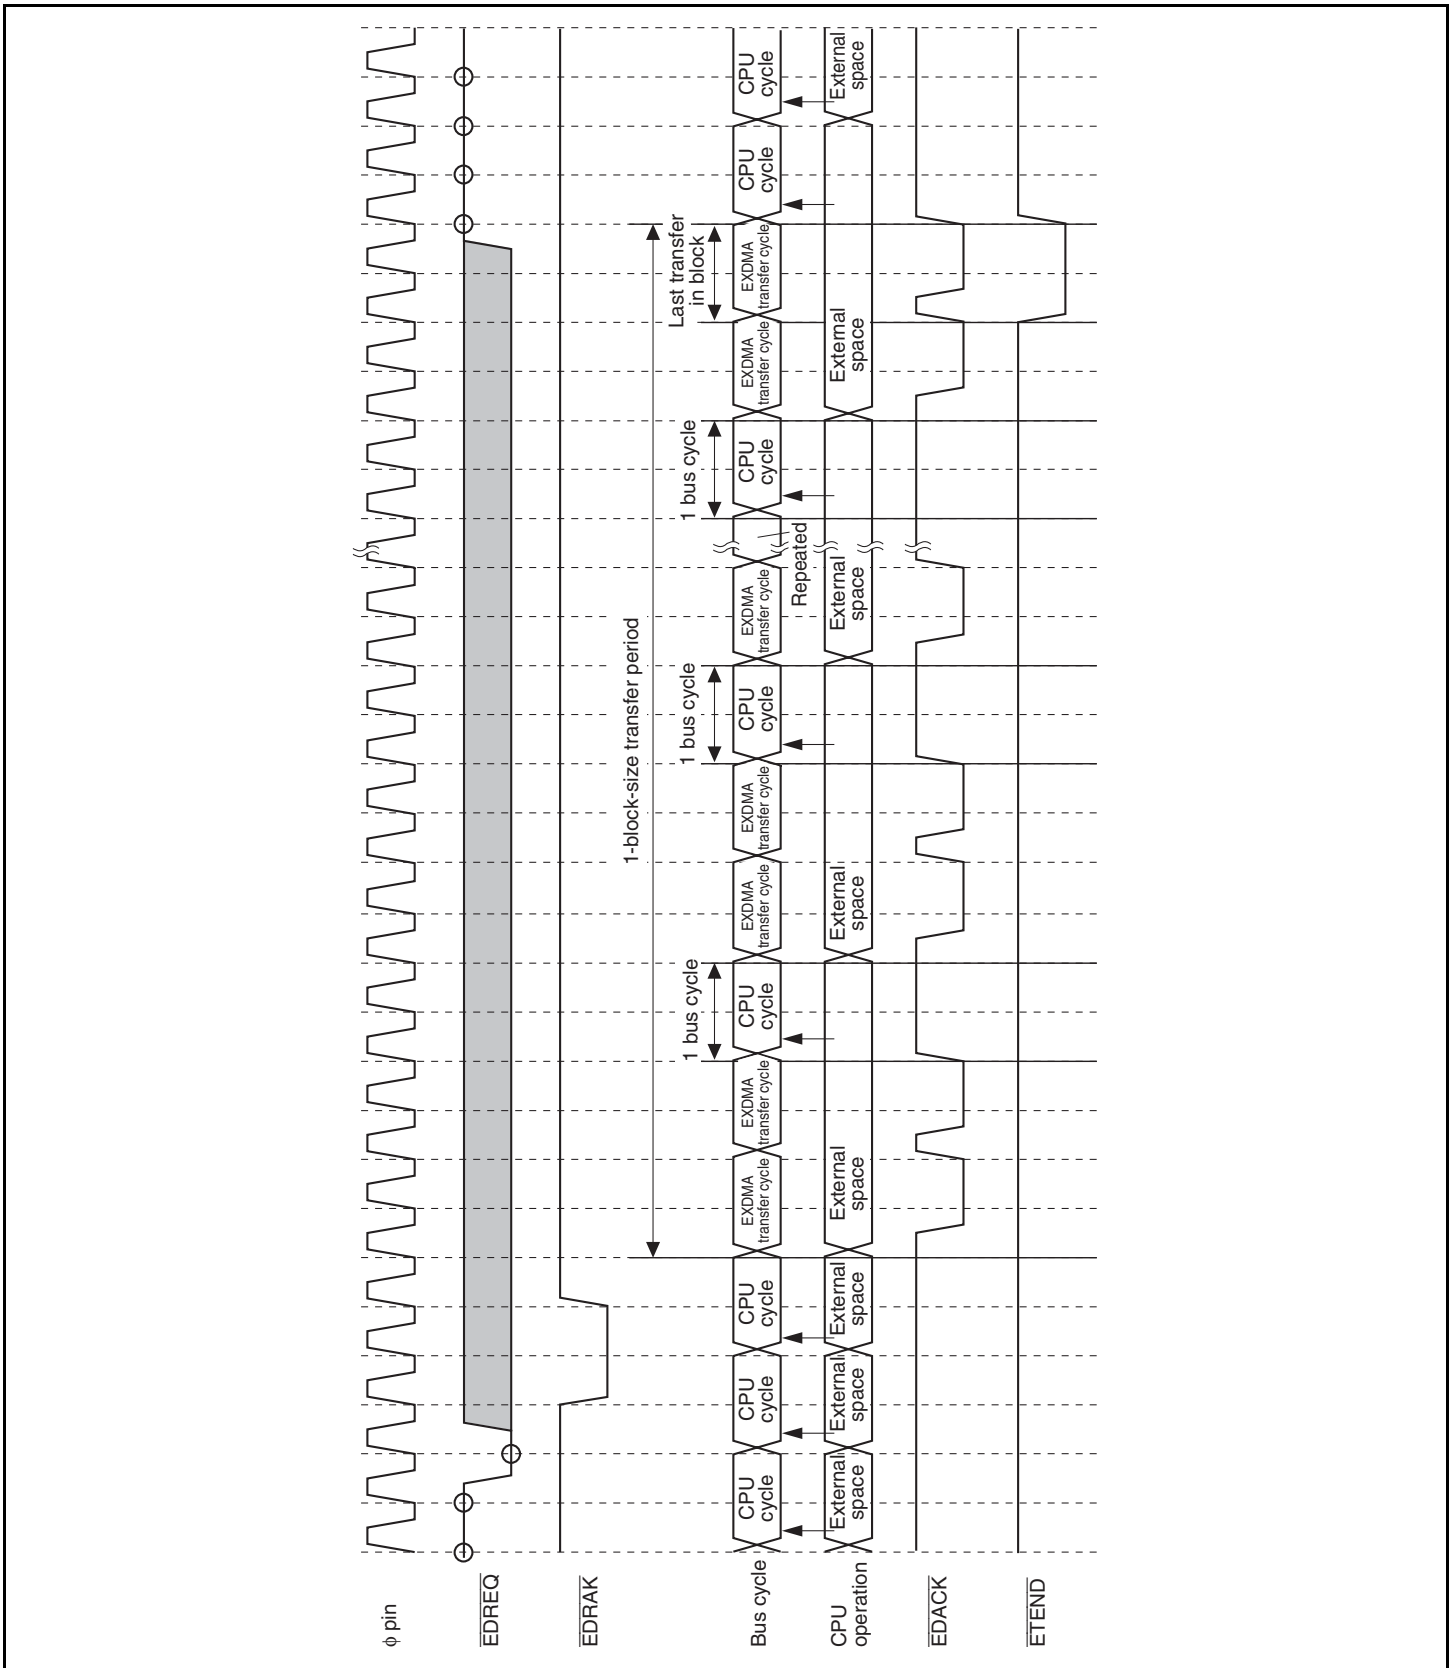 φ pin
EDREQ
EDRAK
1-block-size transfer period
1 bus cycle
1 bus cycle
1 bus cycle
Last transfer
in block
Bus cycle
CPU
cycle
CPU
cycle
CPU
cycle
EXDMA
transfer cycle
EXDMA
transfer cycle
CPU
cycle
EXDMA
transfer cycle
EXDMA
transfer cycle
CPU
cycle
EXDMA
transfer cycle
Repeated
CPU
cycle
EXDMA
transfer cycle
EXDMA
transfer cycle
CPU
cycle
CPU
cycle
CPU
operation
External
space
External
space
External
space
External
space
External
space
External
space
External
space
External
space
EDACK
ETEND